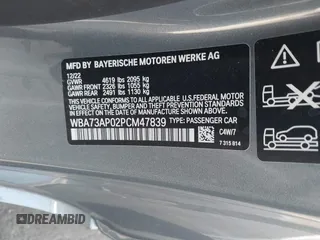 MFD BY BAYERISCHE MOTOREN WERKE AG
12/22
GVWR 4619 lbs 2095 kg
GAWR FRONT 2326 lbs 1055 kg
GAWR REAR 2491 lbs 1130 kg
THIS VEHICLE CONFORMS TO ALL APPLICABLE U.S. FEDERAL MOTOR VEHICLE
SAFETY, BUMPER AND THEFT PREVENTION STANDARDS IN
EFFECT ON THE DATE OF MANUFACTURE SHOWN ABOVE.
WBA73AP02PCM47839 TYPE: PASSENGER CAR
C4W/7
7 315 814
DREAMBID